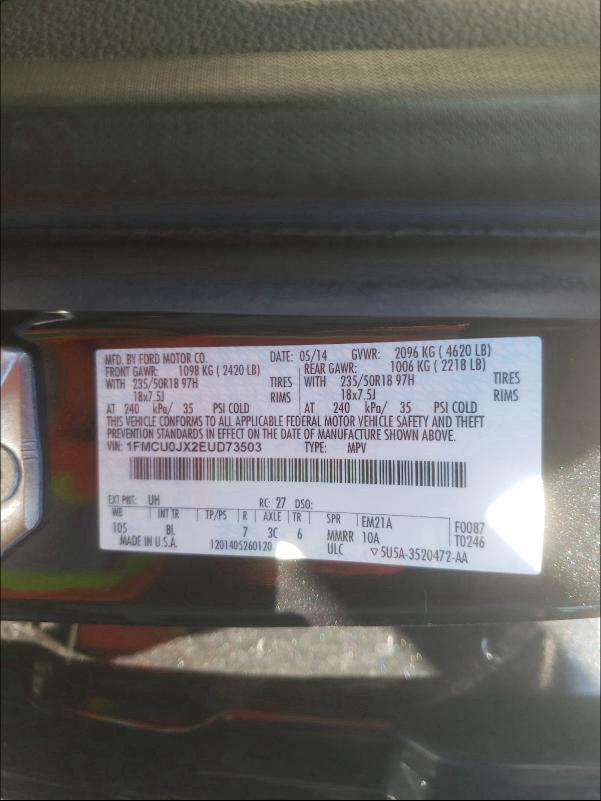 MFD. BY FORD MOTOR CO. DATE: 05/14 GVWR: 2096 KG ( 4620 LB)
FRONT GAWR: 1098 KG ( 2420 LB) REAR GAWR: 1006 KG ( 2218 LB)
WITH 235/50R18 97H TIRES WITH 235/50R18 97H TIRES
18x7.5J RIMS 18x7.5J RIMS
AT 240 kPa/ 35 PSI COLD AT 240 kPa/ 35 PSI COLD
THIS VEHICLE CONFORMS TO ALL APPLICABLE FEDERAL MOTOR VEHICLE SAFETY AND THEFT
PREVENTION STANDARDS IN EFFECT ON THE DATE OF MANUFACTURE SHOWN ABOVE.
VIN: 1FMCU0JX2EUD73503 TYPE: MPV
EXT PNT: UH RC: 27 DSO:
WB INT TR TP/PS R AXLE TR SPR EM21A F0087
105 8L 7 3C 6 MMRR 10A T0246
MADE IN U.S.A. 1201405260120 ULC ▽5U5A-3520472-AA